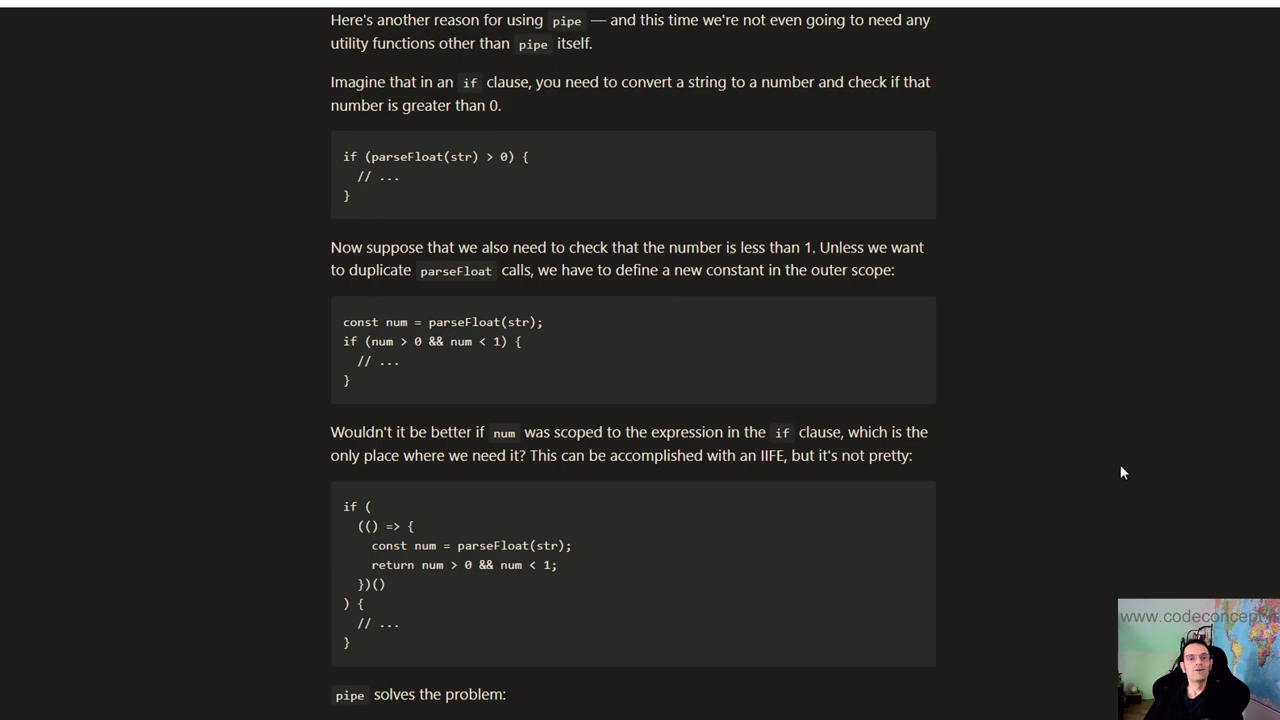 Here's another reason for using pipe — and this time we're not even going to need any
utility functions other than pipe itself.
Imagine that in an if clause, you need to convert a string to a number and check if that
number is greater than 0.
if (parseFloat(str) > 0) {
  // ...
}
Now suppose that we also need to check that the number is less than 1. Unless we want
to duplicate parseFloat calls, we have to define a new constant in the outer scope:
const num = parseFloat(str);
if (num > 0 && num < 1) {
  // ...
}
Wouldn't it be better if num was scoped to the expression in the if clause, which is the
only place where we need it? This can be accomplished with an IIFE, but it's not pretty:
if (
  (() => {
    const num = parseFloat(str);
    return num > 0 && num < 1;
  })()
) {
  // ...
}
pipe solves the problem: